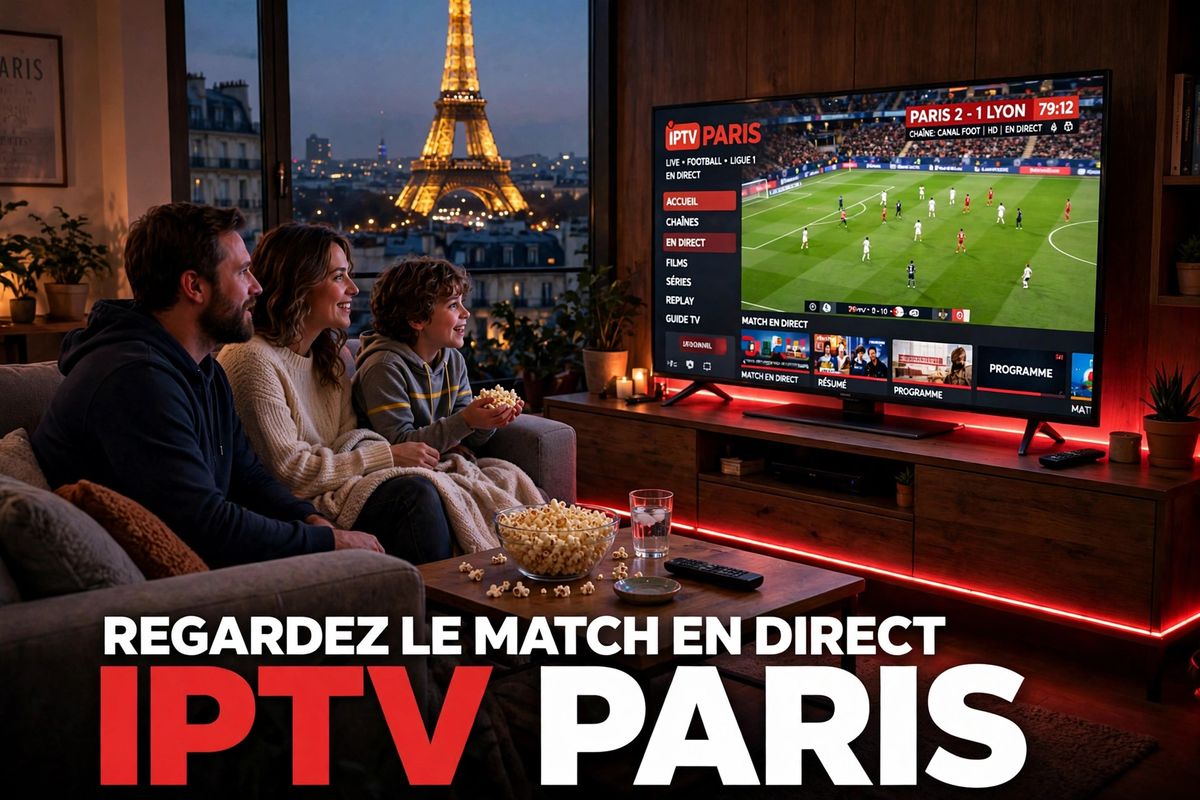 ARIS
IPTV PARIS
LIVE • FOOTBALL • LIGUE 1
EN DIRECT
ACCUEIL
CHAÎNES
EN DIRECT
FILMS
SÉRIES
REPLAY
GUIDE TV
PARIS 2 - 1 LYON 79:12
CHAÎNE: CANAL FOOT | HD | EN DIRECT
MATCH EN DIRECT
MATCH EN DIRECT
RÉSUMÉ
PROGRAMME
PROGRAMME
MAT
REGARDEZ LE MATCH EN DIRECT
IPTV PARIS